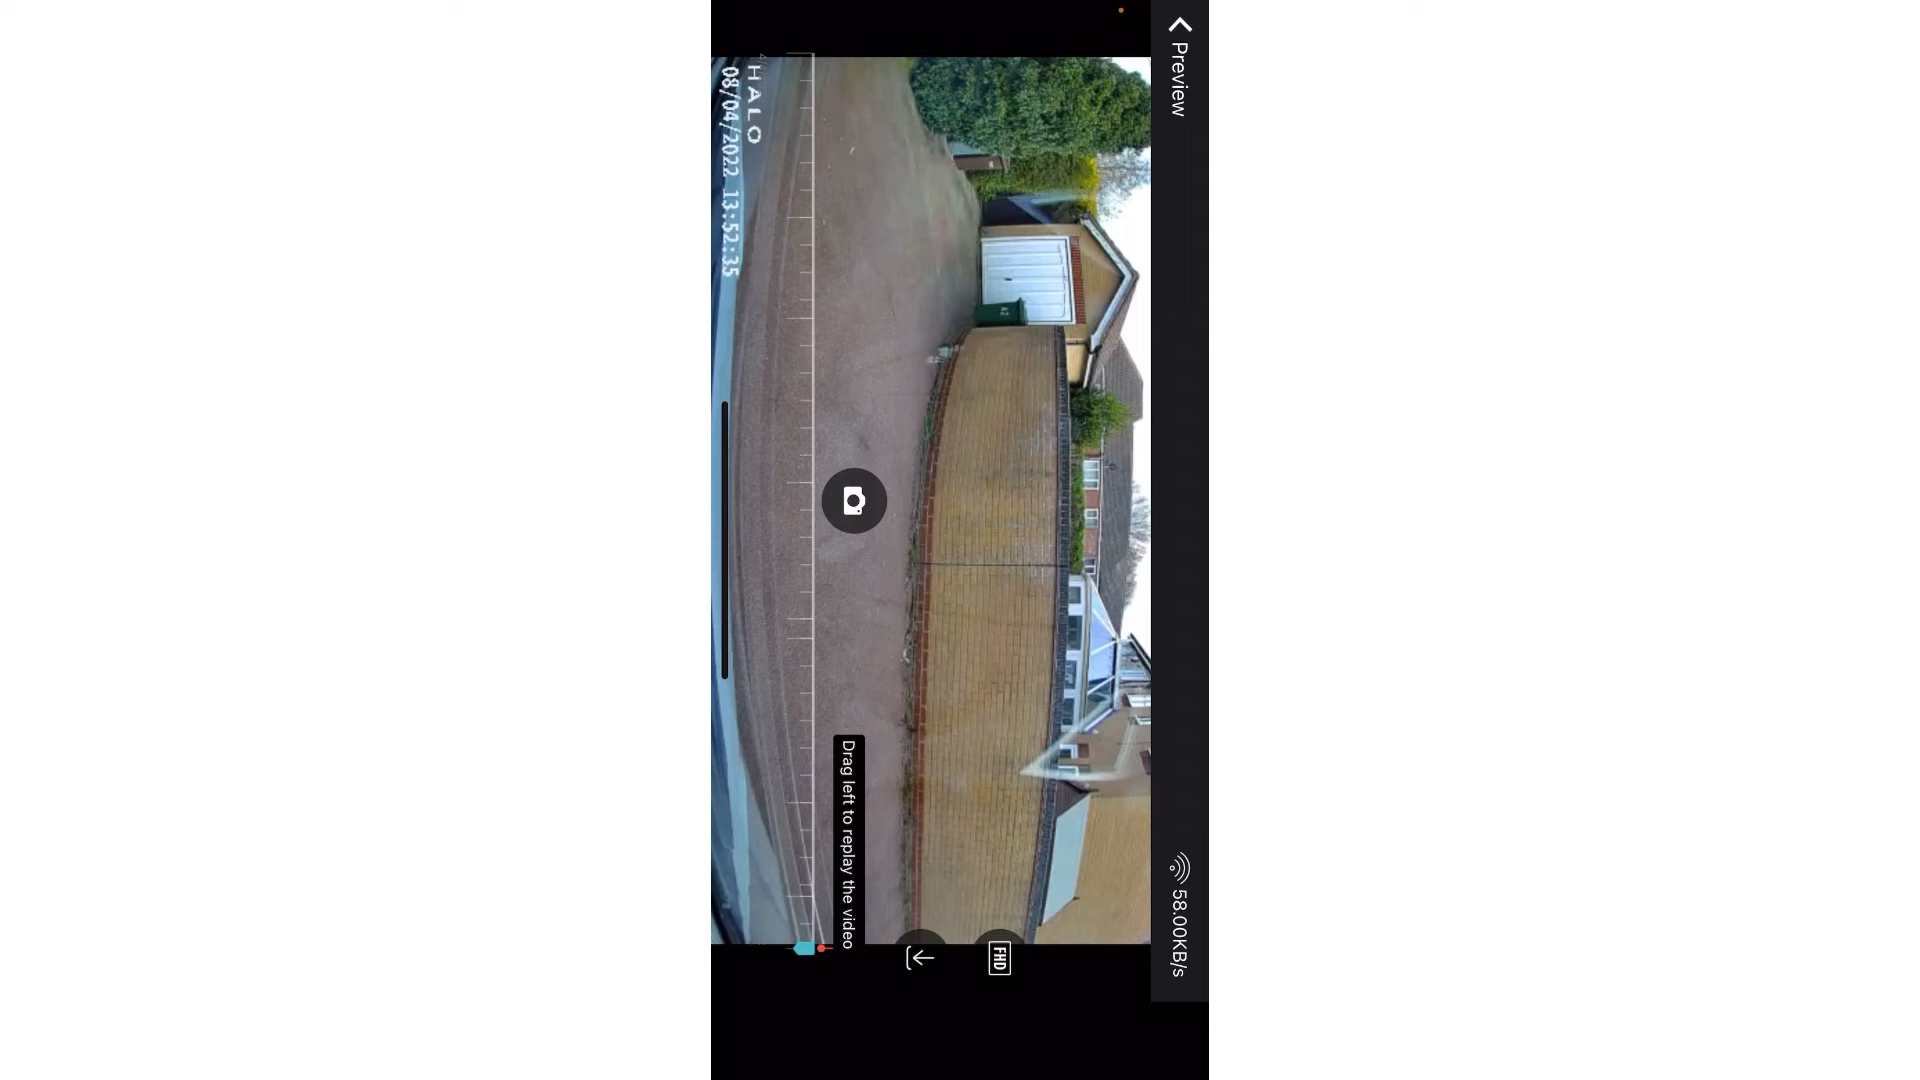 Preview
58.00KB/s
FHD
Drag left to replay the video
HALO
08/04/2022 13:52:35